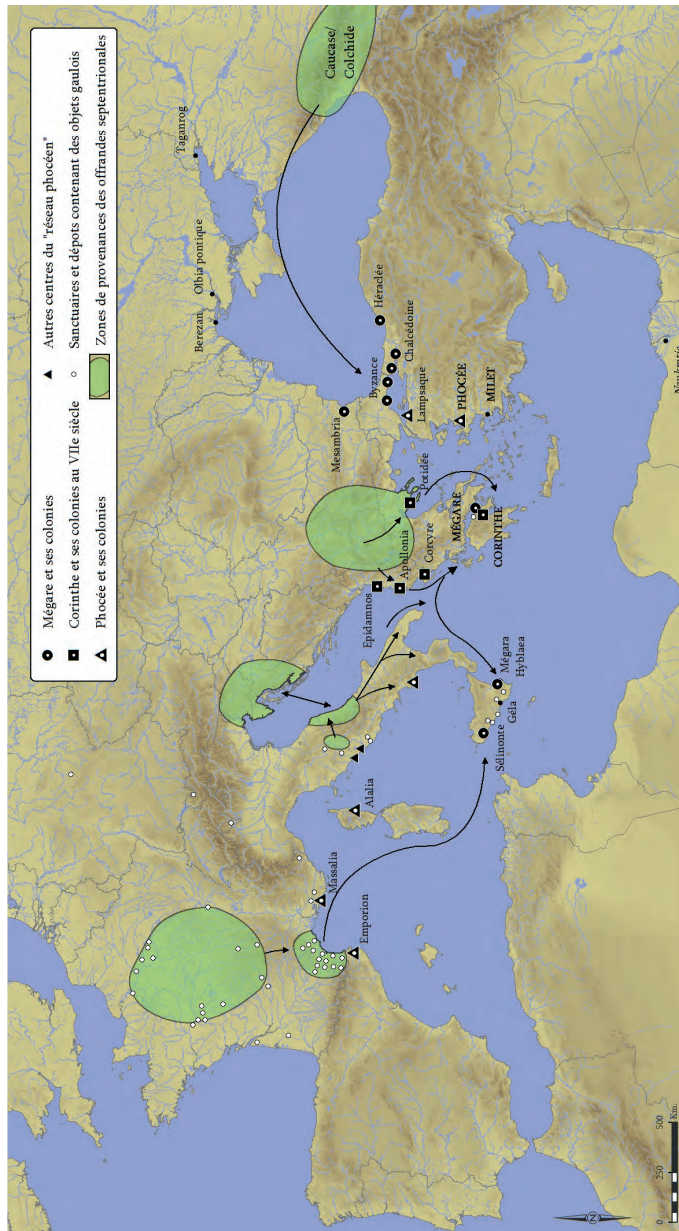 Mégare et ses colonies
Corinthe et ses colonies au VIIe siècle
Phocée et ses colonies
Autres centres du "réseau phocéen"
Sanctuaires et dépots contenant des objets gaulois
Zones de provenances des offrandes septentrionales
Caucase/
Colchide
Taganrog
Olbia pontique
Berezan
Héraclée
Chalcédoine
Byzance
Mesambria
Lampsaque
PHOCÉE
MILET
Potidée
MÉGARE
CORINTHE
Corcyre
Apollonia
Epidamnos
Mégara
Hyblaea
Géla
Sélinonte
Alalia
Massalia
Emporion
N
0
250
500
Km.